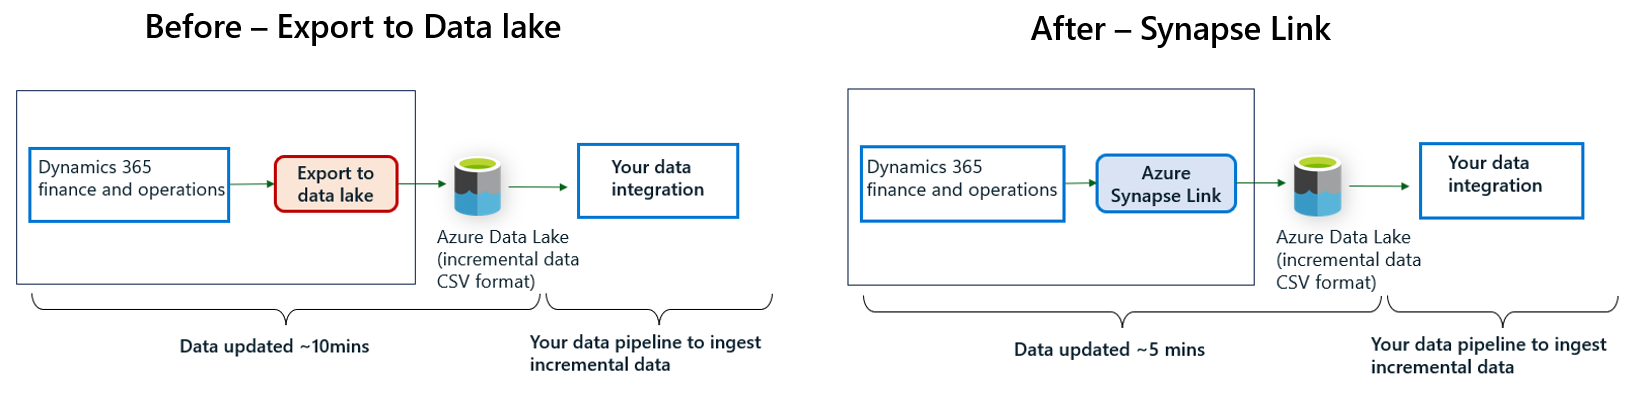 Before – Export to Data lake
Dynamics 365
finance and operations
Export to
data lake
Your data
integration
Azure Data Lake
(incremental data
CSV format)
Data updated ~10mins
Your data pipeline to ingest
incremental data
After – Synapse Link
Dynamics 365
finance and operations
Azure
Synapse Link
Your data
integration
Azure Data Lake
(incremental data
CSV format)
Data updated ~5 mins
Your data pipeline to ingest
incremental data